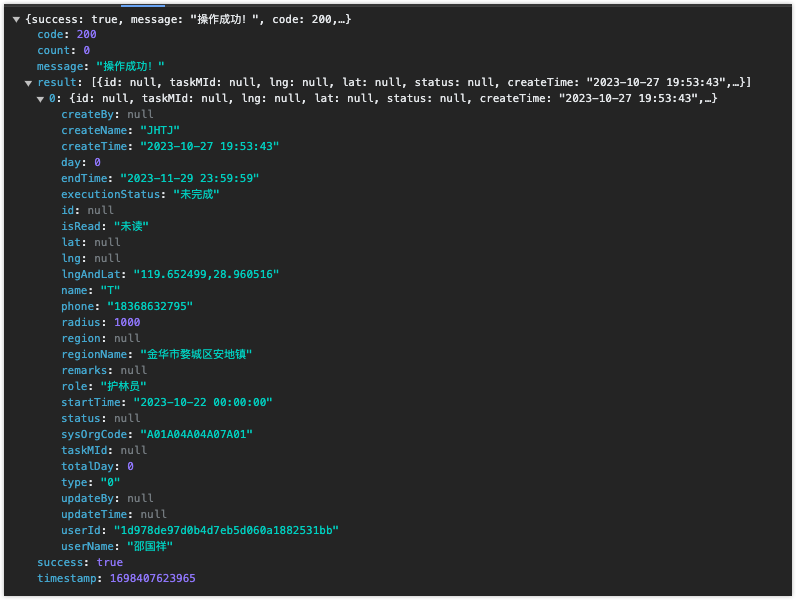 {success: true, message: "操作成功！", code: 200,…}
code: 200
count: 0
message: "操作成功！"
result: [{id: null, taskMId: null, lng: null, lat: null, status: null, createTime: "2023-10-27 19:53:43",…}]
0: {id: null, taskMId: null, lng: null, lat: null, status: null, createTime: "2023-10-27 19:53:43",…}
createBy: null
createName: "JHTJ"
createTime: "2023-10-27 19:53:43"
day: 0
endTime: "2023-11-29 23:59:59"
executionStatus: "未完成"
id: null
isRead: "未读"
lat: null
lng: null
lngAndLat: "119.652499,28.960516"
name: "T"
phone: "18368632795"
radius: 1000
region: null
regionName: "金华市婺城区安地镇"
remarks: null
role: "护林员"
startTime: "2023-10-22 00:00:00"
status: null
sysOrgCode: "A01A04A04A07A01"
taskMId: null
totalDay: 0
type: "0"
updateBy: null
updateTime: null
userId: "1d978de97d0b4d7eb5d060a1882531bb"
userName: "邵国祥"
success: true
timestamp: 1698407623965